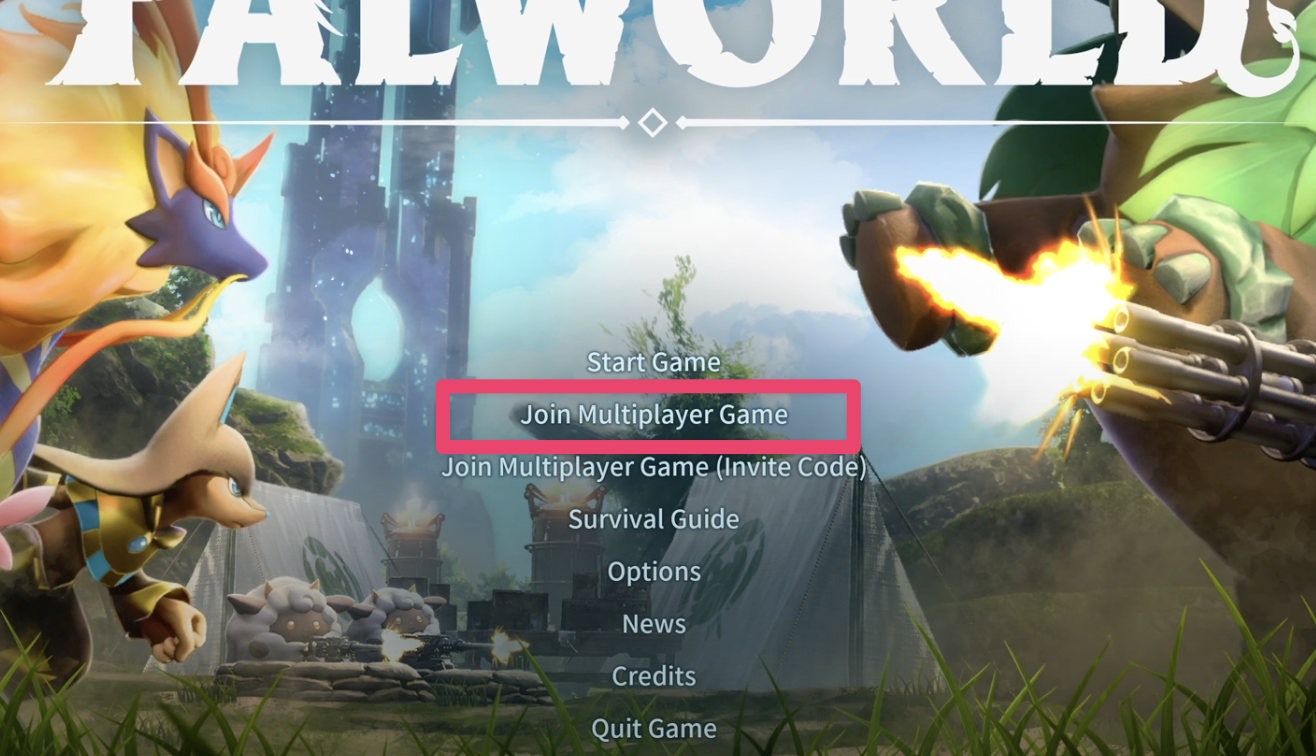 PALWORLD
Start Game
Join Multiplayer Game
Join Multiplayer Game (Invite Code)
Survival Guide
Options
News
Credits
Quit Game